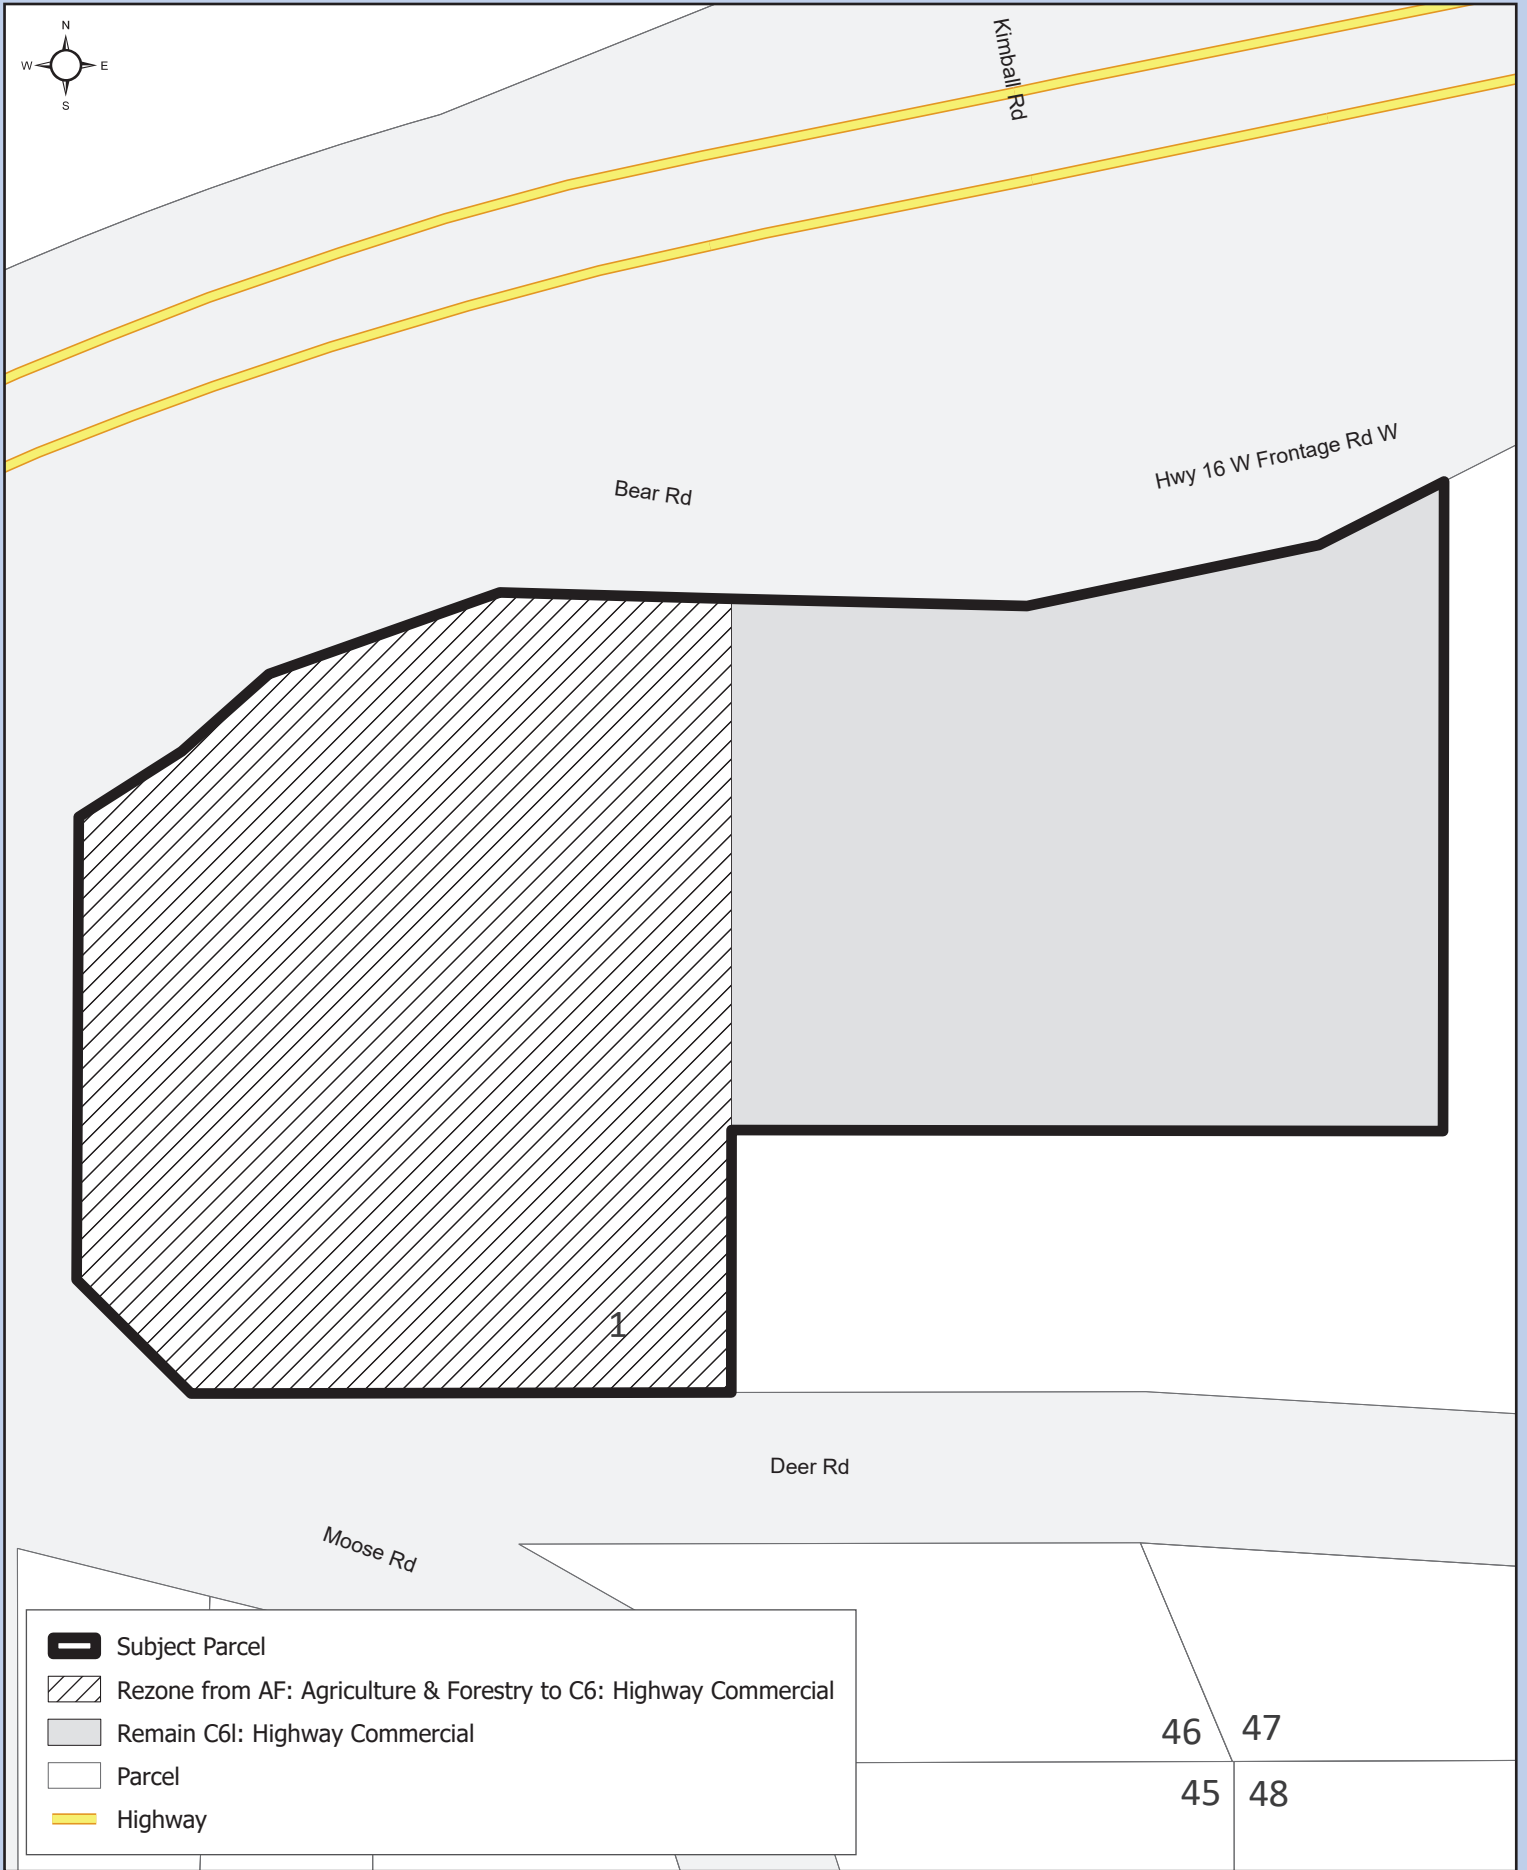 N
W E
S
Kimball Rd
Hwy 16 W Frontage Rd W
Bear Rd
1
Deer Rd
Moose Rd
Subject Parcel
Rezone from AF: Agriculture & Forestry to C6: Highway Commercial
Remain C6l: Highway Commercial
Parcel
Highway
46 47
45 48